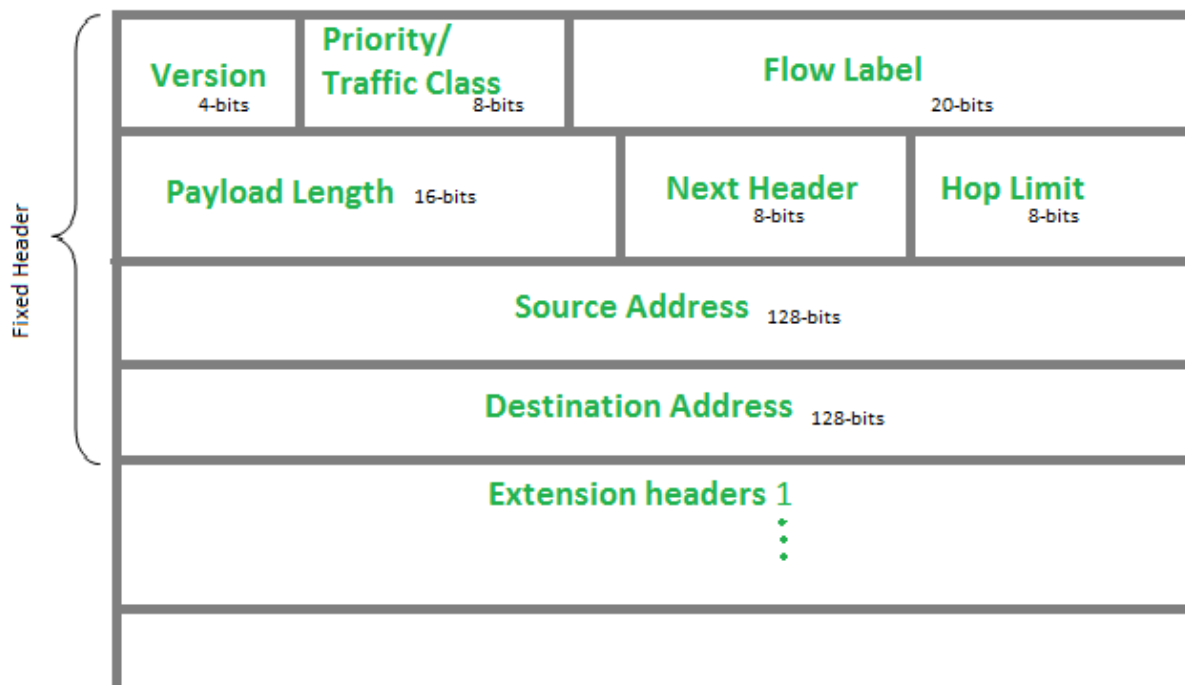 Fixed Header
Version
4-bits
Priority/
Traffic Class
8-bits
Flow Label
20-bits
Payload Length 16-bits
Next Header
8-bits
Hop Limit
8-bits
Source Address 128-bits
Destination Address 128-bits
Extension headers 1